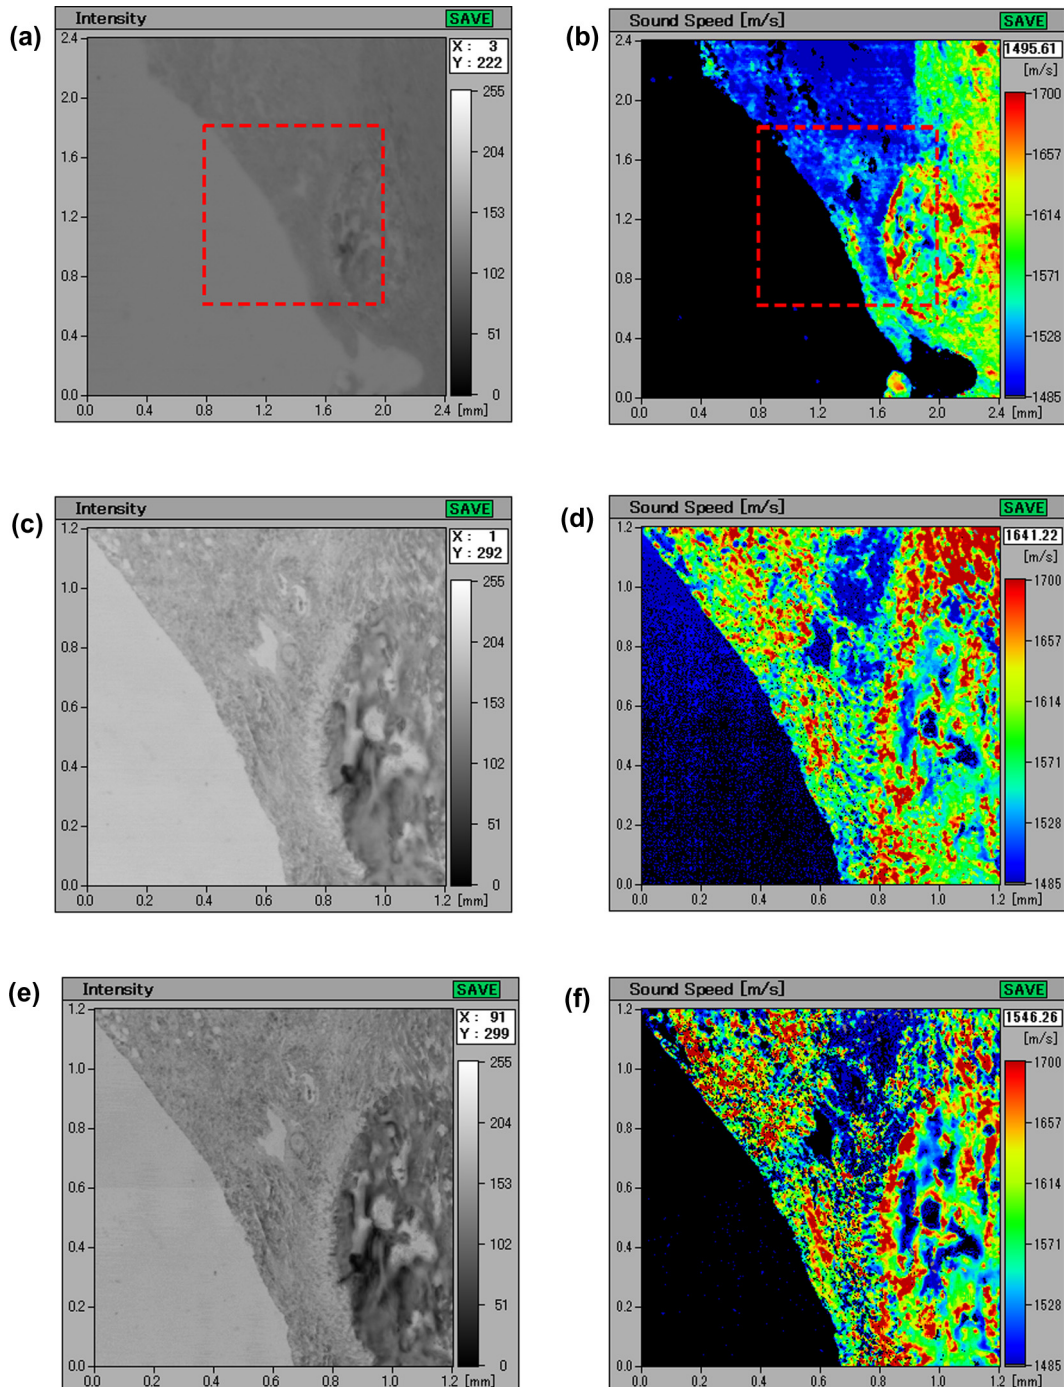 (a)
Intensity
SAVE
X : 3
Y : 222
2.4
2.0
1.6
1.2
0.8
0.4
0.0
0.0 0.4 0.8 1.2 1.6 2.0 2.4 [mm]
255
204
153
102
51
0
(b)
Sound Speed [m/s]
SAVE
1495.61
[m/s]
2.4
2.0
1.6
1.2
0.8
0.4
0.0
0.0 0.4 0.8 1.2 1.6 2.0 2.4
[mm]
1700
1657
1614
1571
1528
1485
(c)
Intensity
SAVE
X : 1
Y : 292
1.2
1.0
0.8
0.6
0.4
0.2
0.0
0.0 0.2 0.4 0.6 0.8 1.0 1.2 [mm]
255
204
153
102
51
0
(d)
Sound Speed [m/s]
SAVE
1641.22
[m/s]
1.2
1.0
0.8
0.6
0.4
0.2
0.0
0.0 0.2 0.4 0.6 0.8 1.0 1.2
[mm]
1700
1657
1614
1571
1528
1485
(e)
Intensity
SAVE
X : 91
Y : 299
1.2
1.0
0.8
0.6
0.4
0.2
0.0
0.0 0.2 0.4 0.6 0.8 1.0 1.2 [mm]
255
204
153
102
51
0
(f)
Sound Speed [m/s]
SAVE
1546.26
[m/s]
1.2
1.0
0.8
0.6
0.4
0.2
0.0
0.0 0.2 0.4 0.6 0.8 1.0 1.2
[mm]
1700
1657
1614
1571
1528
1485